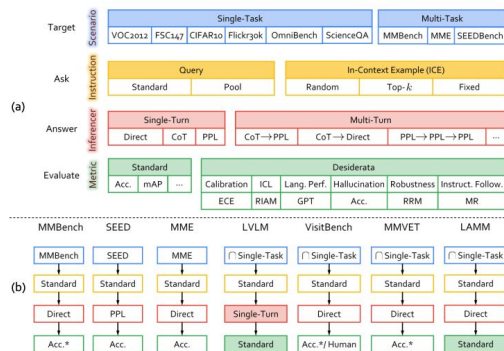 Target Scenario Single-Task Multi-Task
VOC2012 FSC147 CIFAR10 Flickr30k OmniBench ScienceQA MMBench MME SEEDBench
Ask Instruction Query In-Context Example (ICE)
Standard Pool Random Top-k Fixed
(a)
Answer Inferencer Single-Turn Multi-Turn
Direct CoT PPL CoT→PPL CoT→Direct PPL→PPL→PPL ...
Evaluate Metric Standard Desiderata
Acc. mAP ... Calibration ICL Lang. Perf. Hallucination Robustness Instruct. Follow.
ECE RIAM GPT Acc. RRM MR
MMBench SEED MME LVLM VisitBench MMVET LAMM
MMBench SEED MME ⋂ Single-Task ⋂ Single-Task ⋂ Single-Task ⋂ Single-Task
Standard Standard Standard Standard Standard Standard Standard
(b)
Direct PPL Direct Single-Turn Direct Direct Direct
Acc.* Acc. Acc. Standard Acc.*/ Human Acc.* Standard